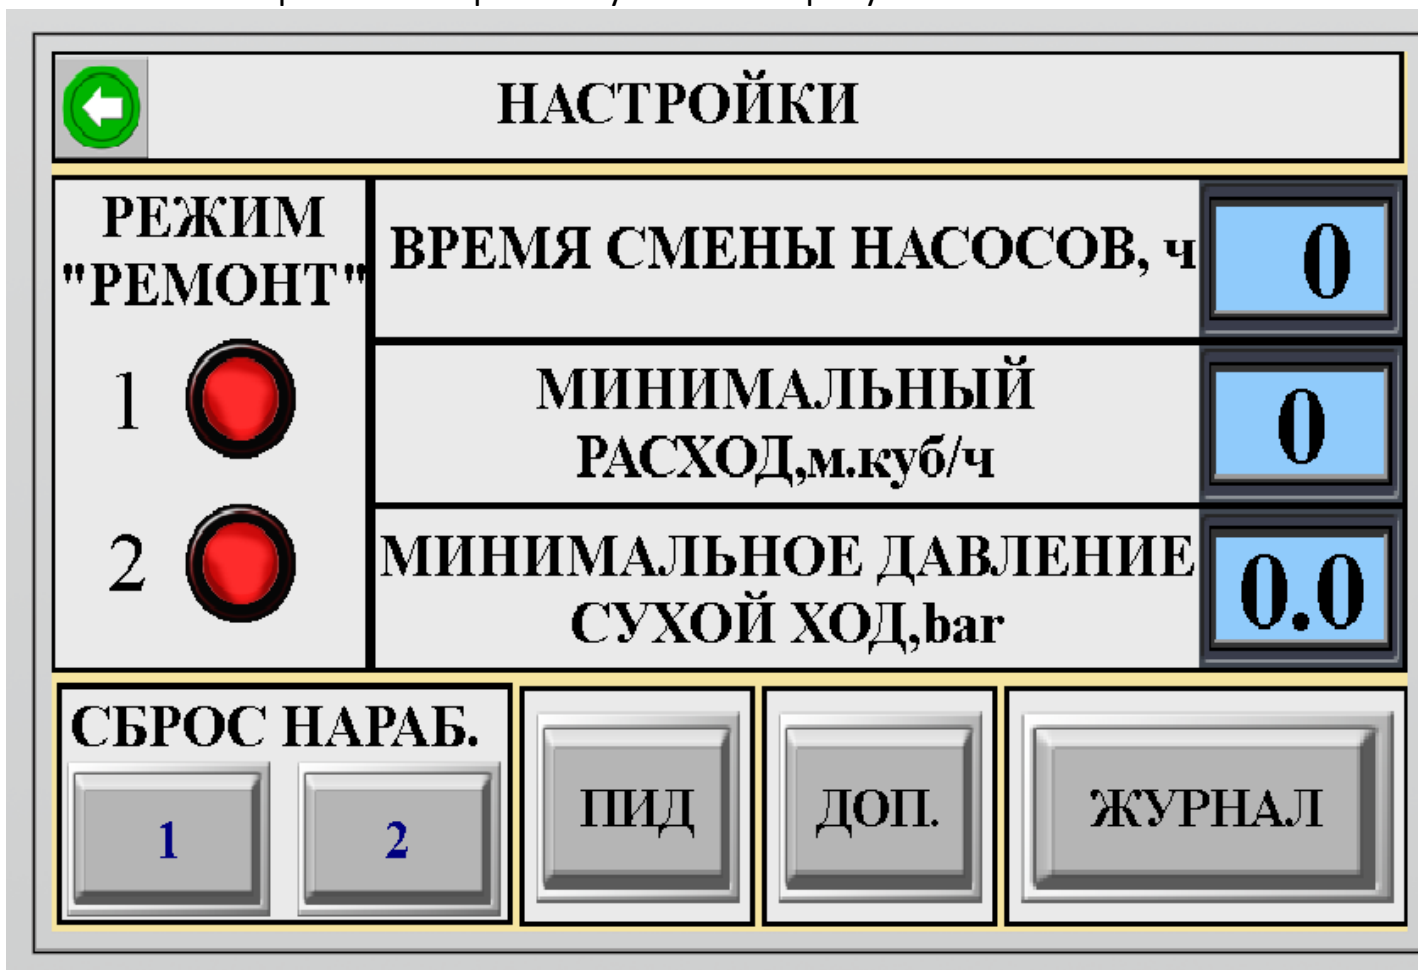 НАСТРОЙКИ
РЕЖИМ
"РЕМОНТ"
1
2
ВРЕМЯ СМЕНЫ НАСОСОВ, ч
0
МИНИМАЛЬНЫЙ
РАСХОД,м.куб/ч
0
МИНИМАЛЬНОЕ ДАВЛЕНИЕ
СУХОЙ ХОД,bar
0.0
СБРОС НАРАБ.
1
2
ПИД
ДОП.
ЖУРНАЛ